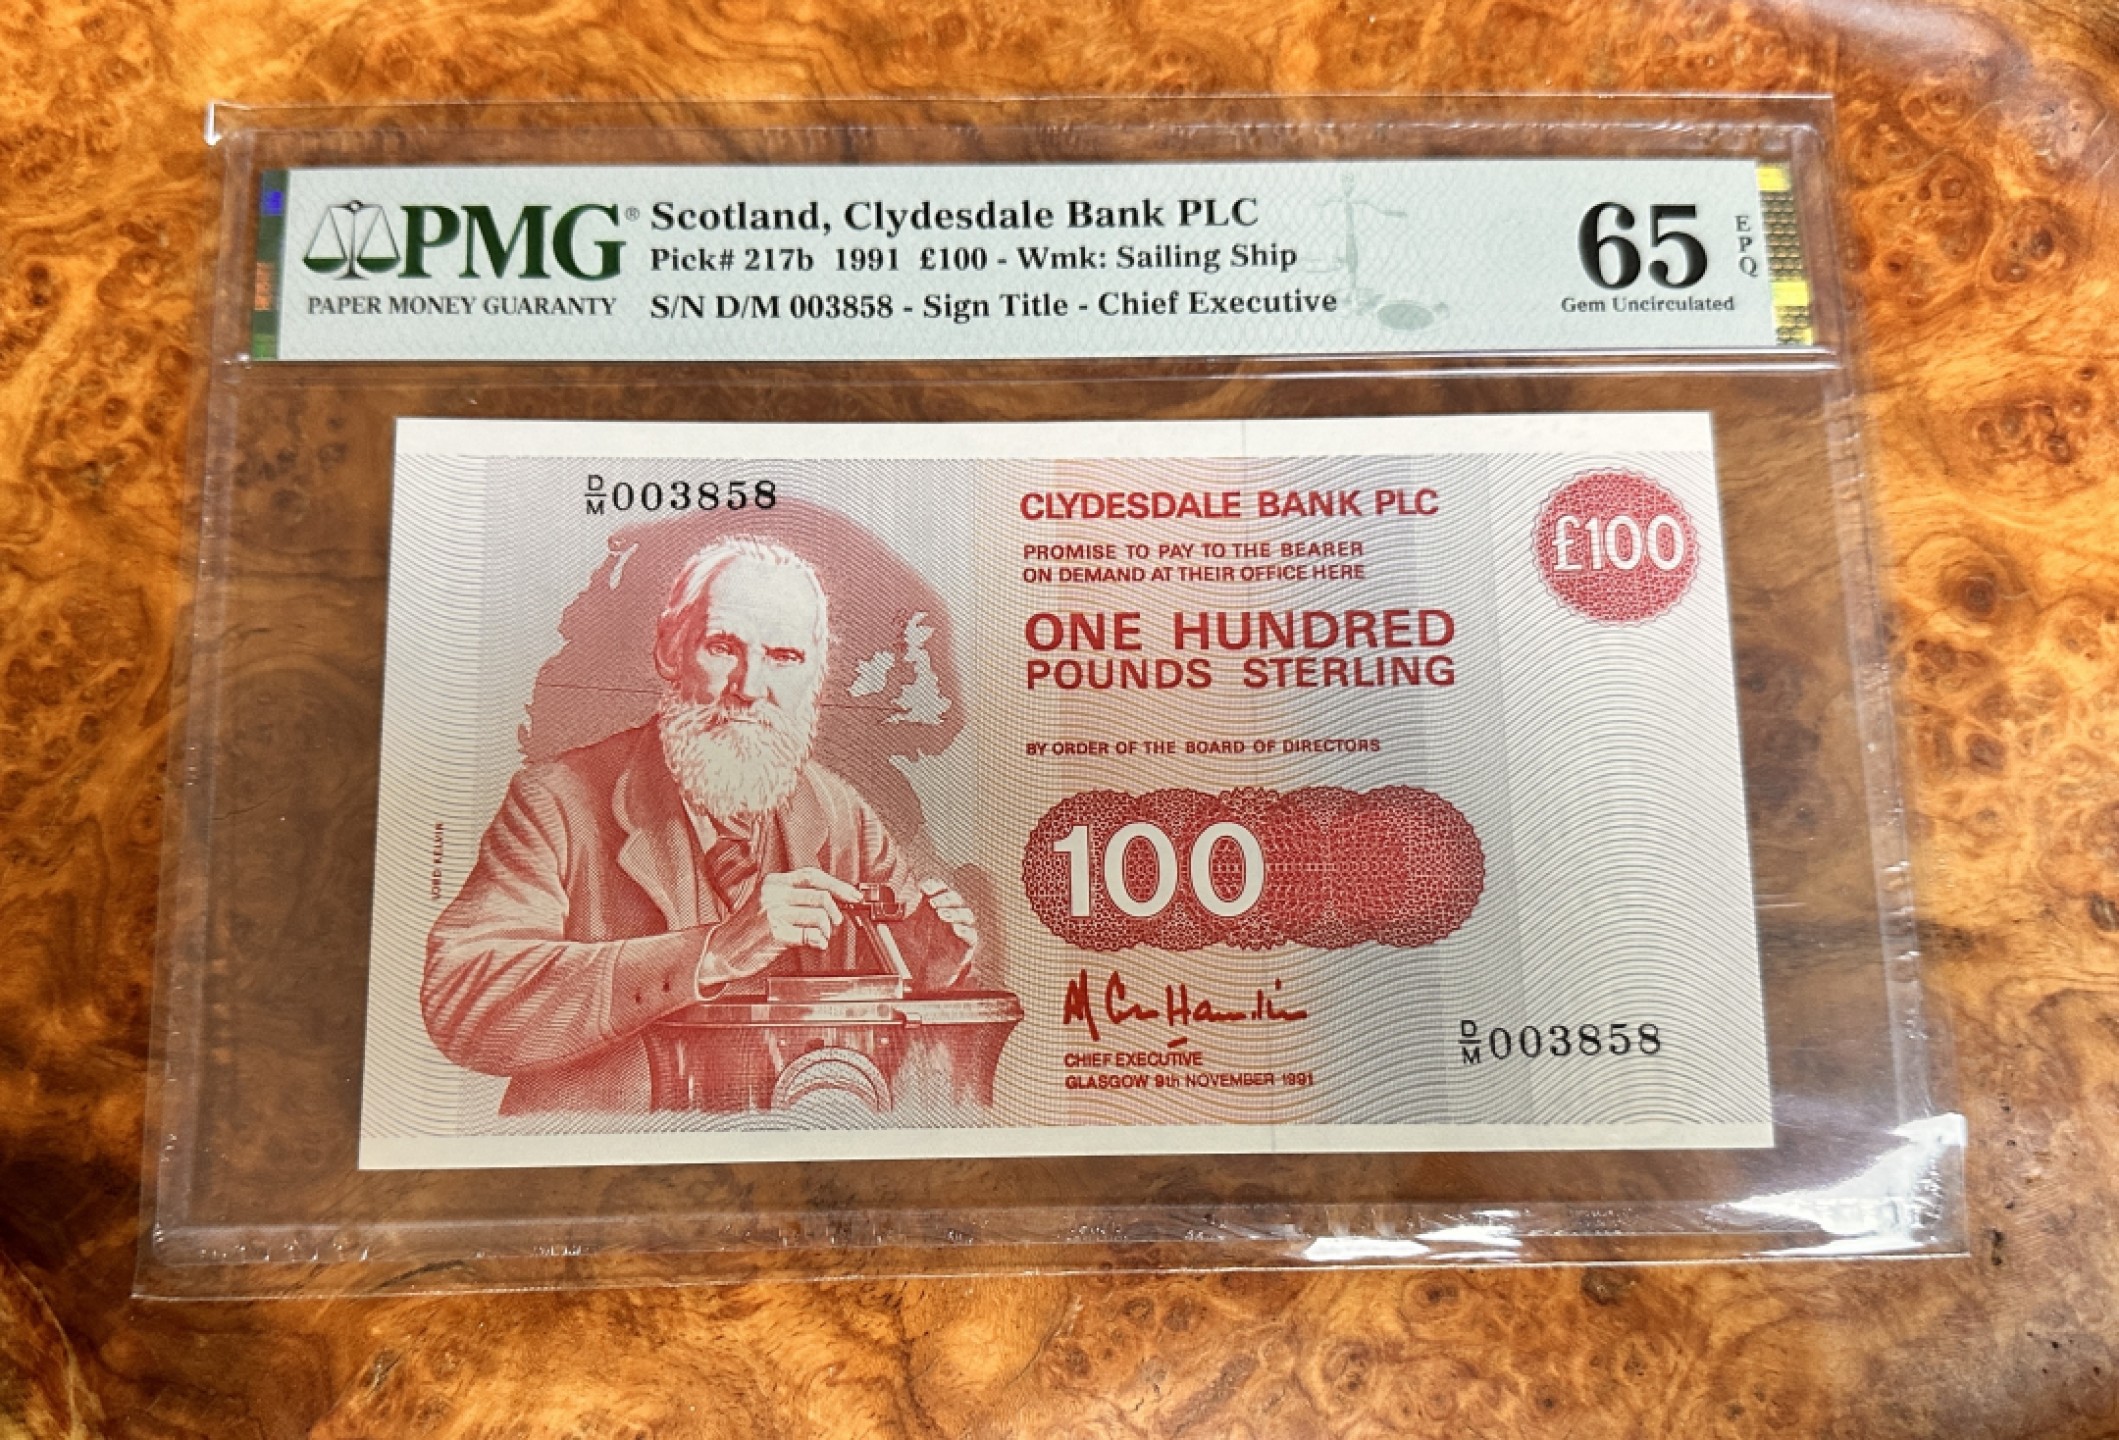 PMG®
PAPER MONEY GUARANTY
Scotland, Clydesdale Bank PLC
Pick# 217b 1991 £100 - Wmk: Sailing Ship
S/N D/M 003858 - Sign Title - Chief Executive
65 EPQ
Gem Uncirculated
D/M 003858
CLYDESDALE BANK PLC
£100
PROMISE TO PAY TO THE BEARER
ON DEMAND AT THEIR OFFICE HERE
ONE HUNDRED
POUNDS STERLING
BY ORDER OF THE BOARD OF DIRECTORS
LORD KELVIN
100
CHIEF EXECUTIVE
GLASGOW 9th NOVEMBER 1991
D/M 003858